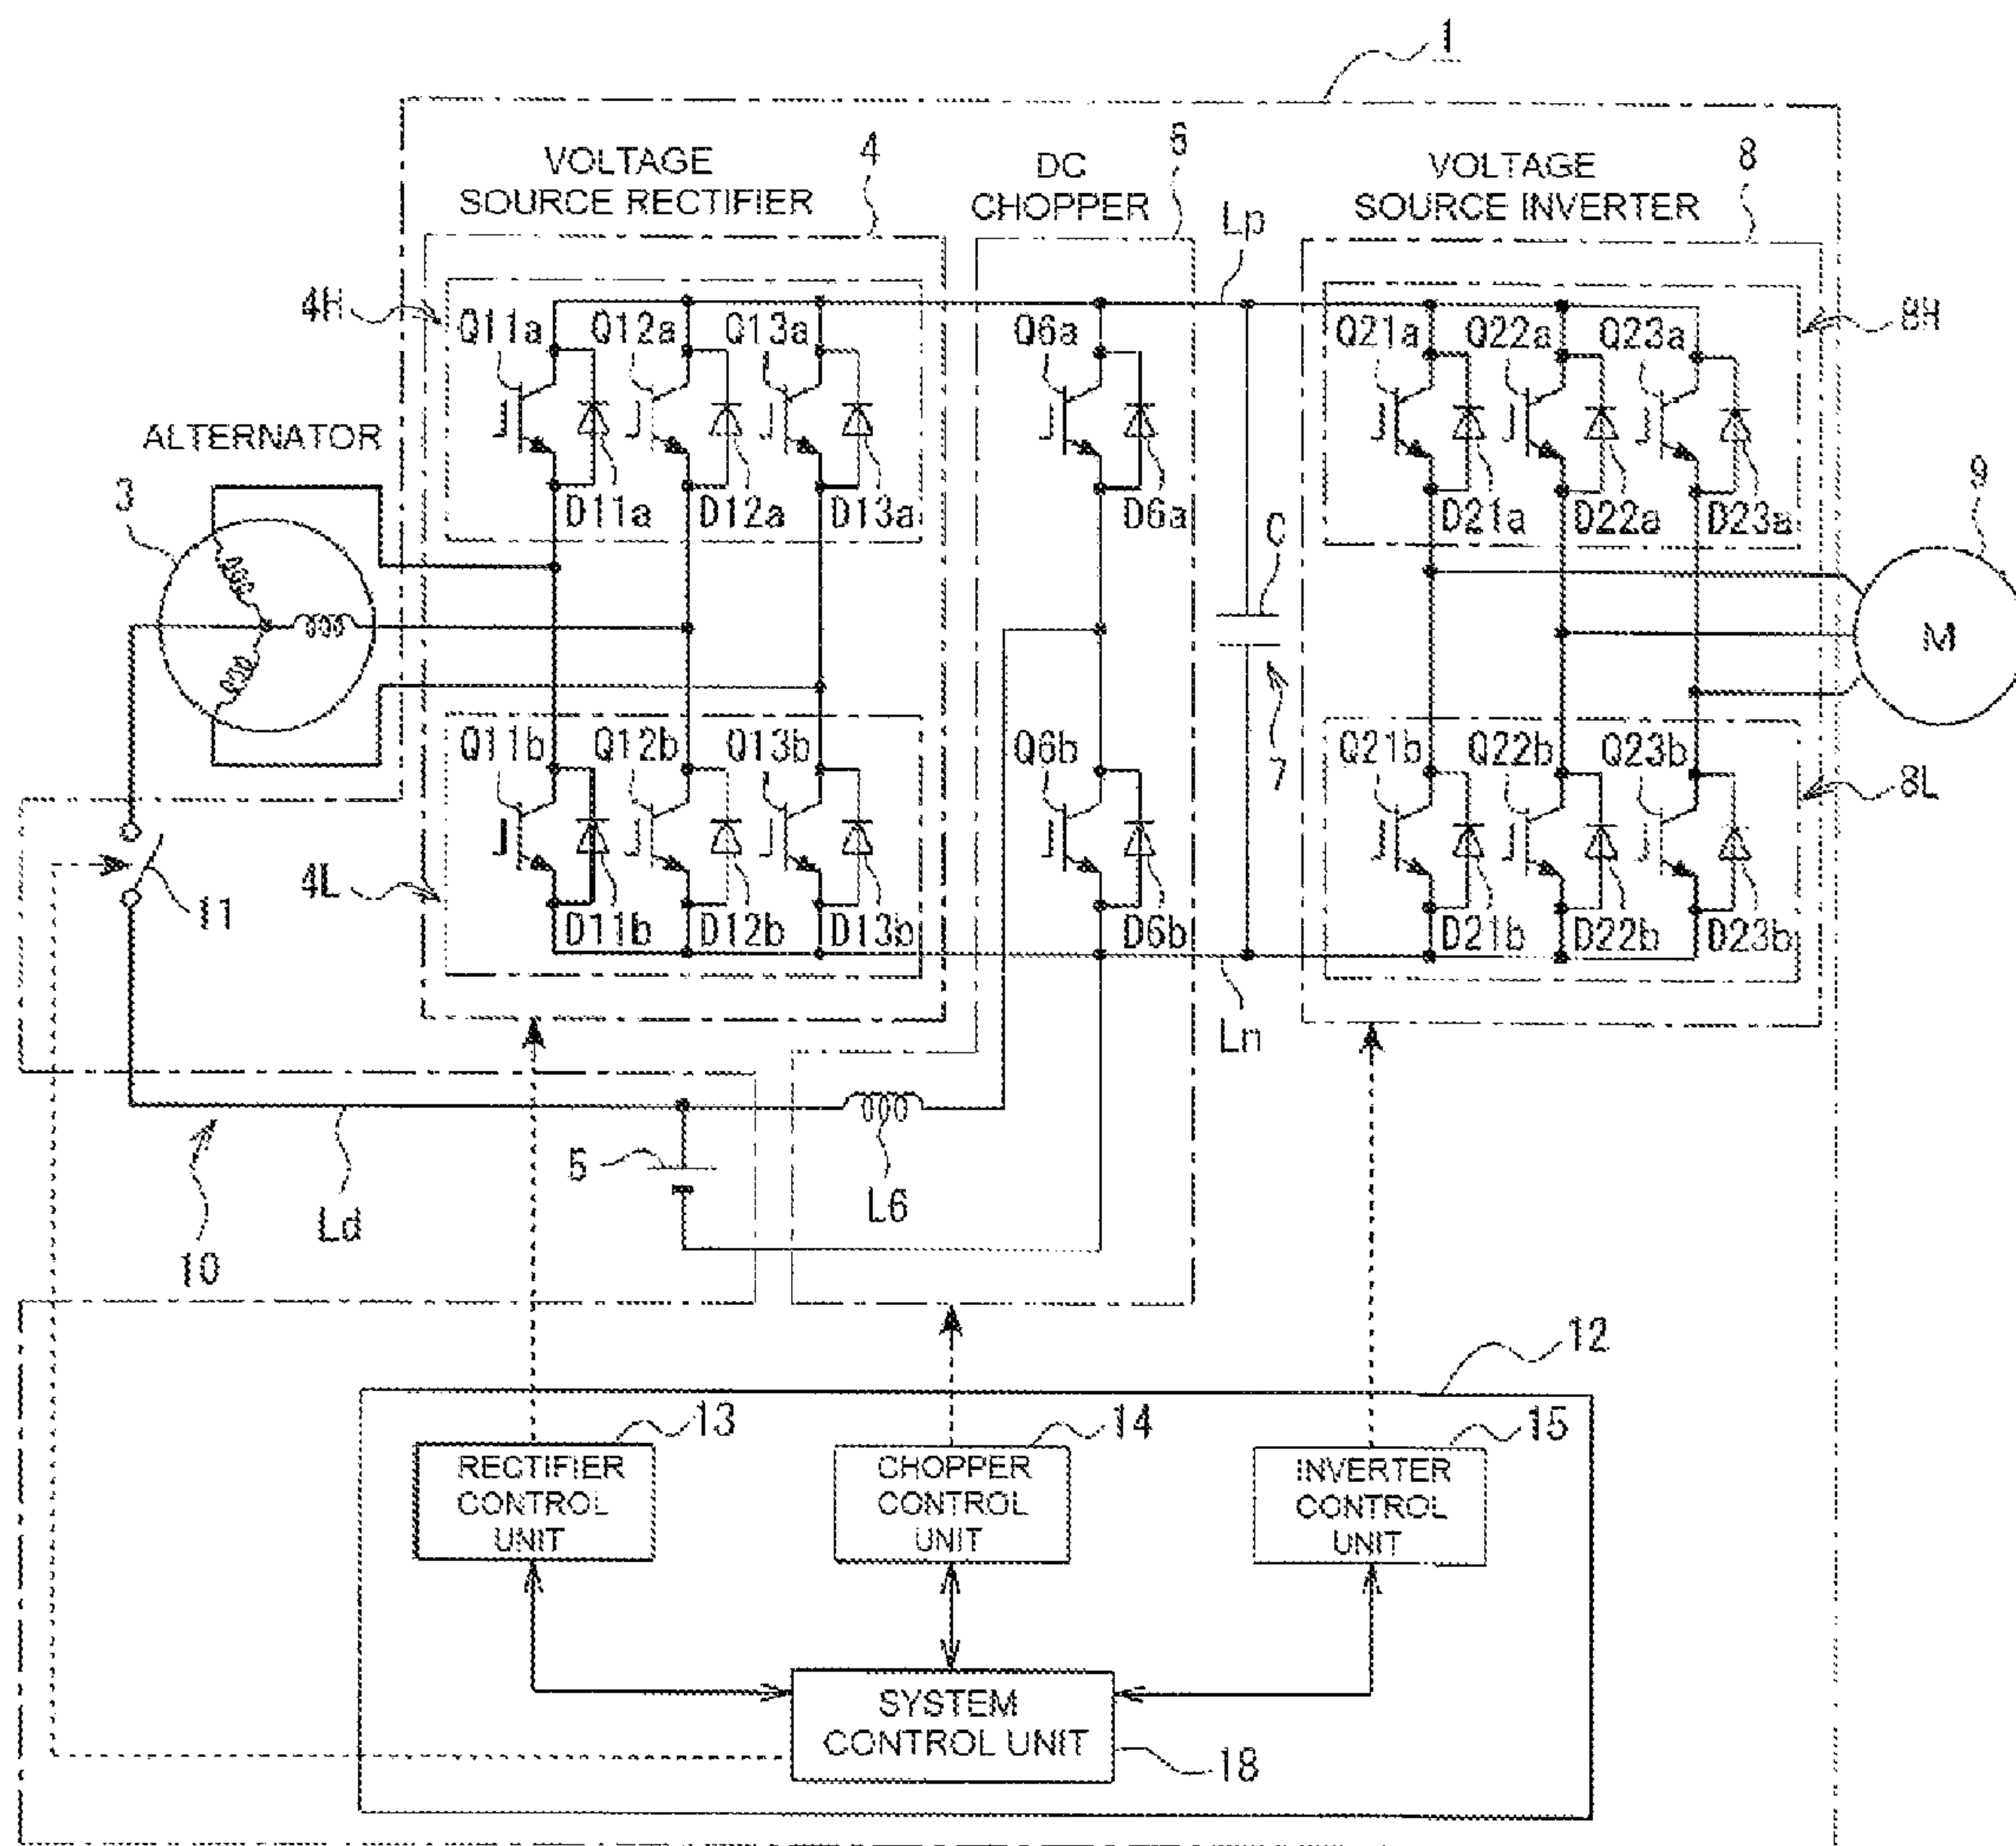 1
VOLTAGE
SOURCE RECTIFIER
4
DC
CHOPPER
6
VOLTAGE
SOURCE INVERTER
8
Lp
4H
Q11a
Q12a
Q13a
Q6a
Q21a
Q22a
Q23a
8H
ALTERNATOR
3
D11a
D12a
D13a
D6a
D21a
D22a
D23a
9
C
M
Q11b
Q12b
Q13b
Q6b
7
Q21b
Q22b
Q23b
8L
11
4L
D11b
D12b
D13b
D6b
D21b
D22b
D23b
Ln
5
L6
Ld
10
12
13
RECTIFIER
CONTROL
UNIT
14
CHOPPER
CONTROL
UNIT
15
INVERTER
CONTROL
UNIT
SYSTEM
CONTROL UNIT
18